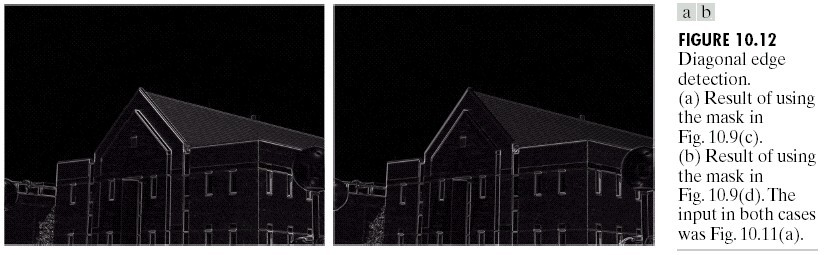 a b
FIGURE 10.12
Diagonal edge
detection.
(a) Result of using
the mask in
Fig. 10.9(c).
(b) Result of using
the mask in
Fig. 10.9(d). The
input in both cases
was Fig. 10.11(a).